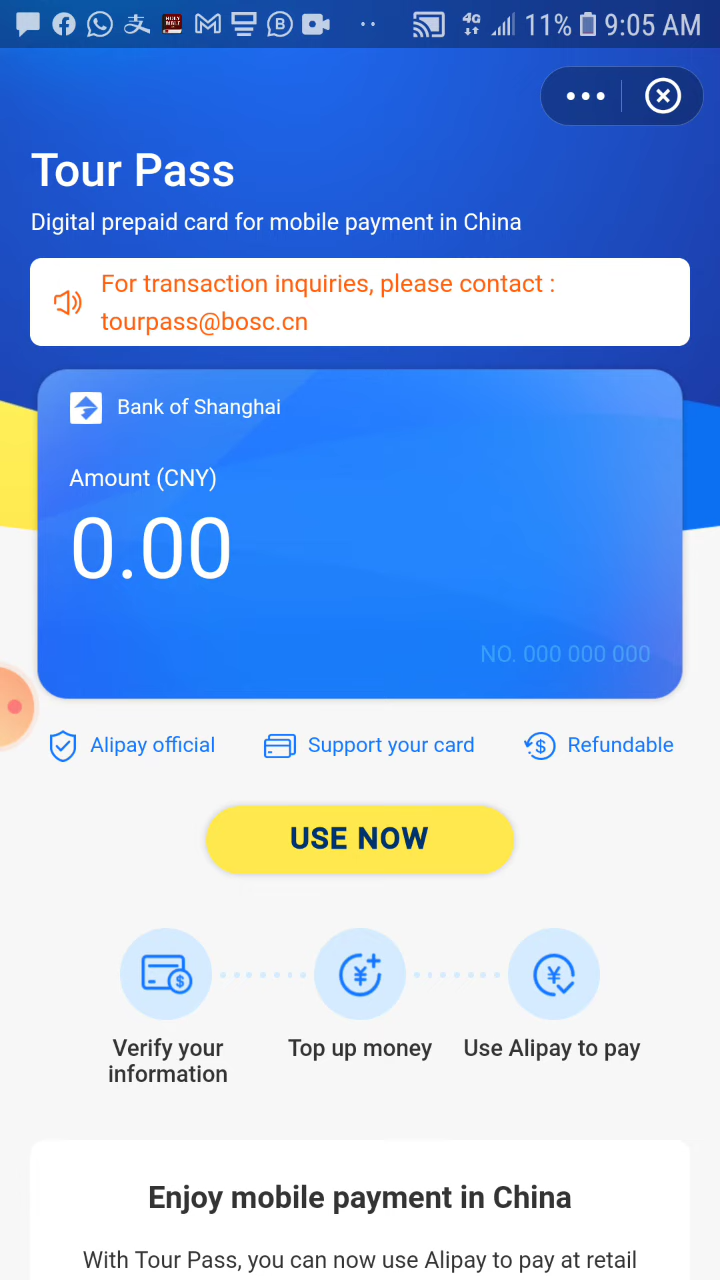 4G 11% 9:05 AM
Tour Pass
Digital prepaid card for mobile payment in China
For transaction inquiries, please contact :
tourpass@bosc.cn
Bank of Shanghai
Amount (CNY)
0.00
NO. 000 000 000
Alipay official Support your card Refundable
USE NOW
Verify your information
Top up money
Use Alipay to pay
Enjoy mobile payment in China
With Tour Pass, you can now use Alipay to pay at retail